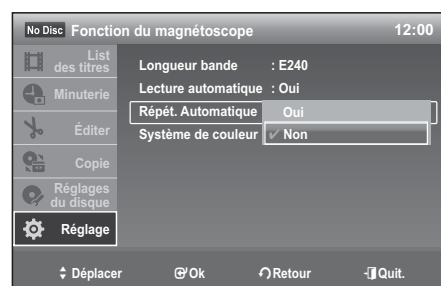 No Disc Fonction du magnétoscope 12:00
List
des titres
Minuterie
Éditer
Copie
Réglages
du disque
Réglage
Longueur bande : E240
Lecture automatique : Oui
Répét. Automatique Oui
Système de couleur ✓ Non
Déplacer Ok Retour Quit.